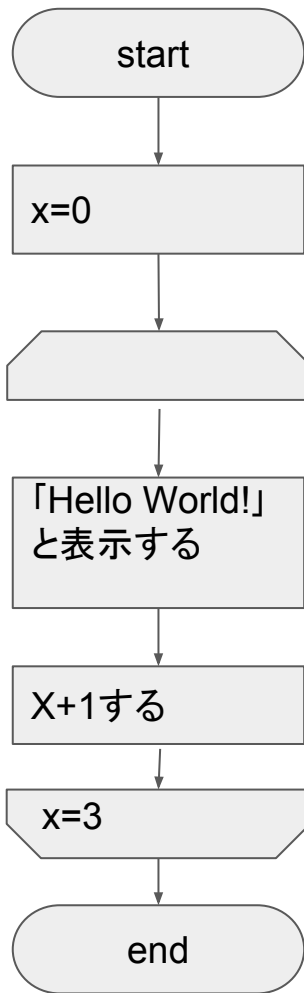 start
x=0
「Hello World!」
と表示する
X+1する
x=3
end